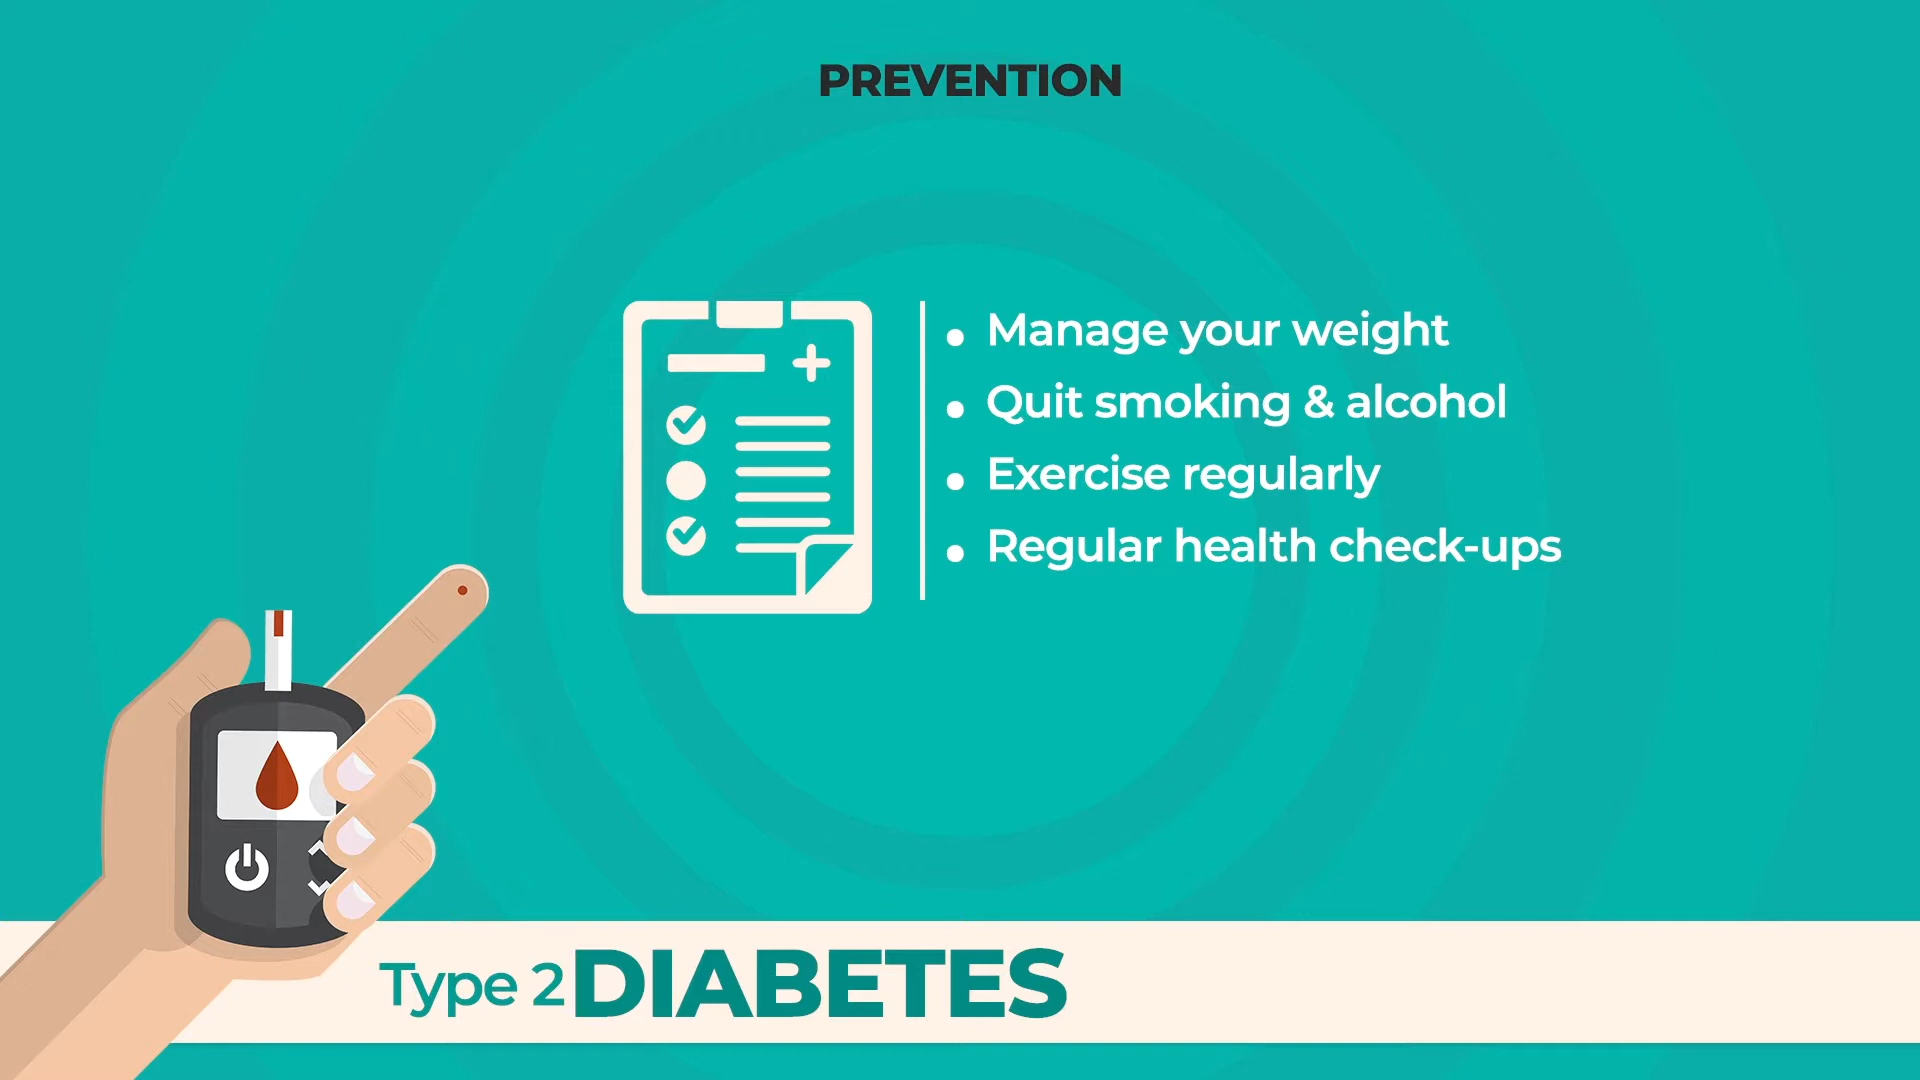 PREVENTION
Manage your weight
Quit smoking & alcohol
Exercise regularly
Regular health check-ups
Type 2 DIABETES